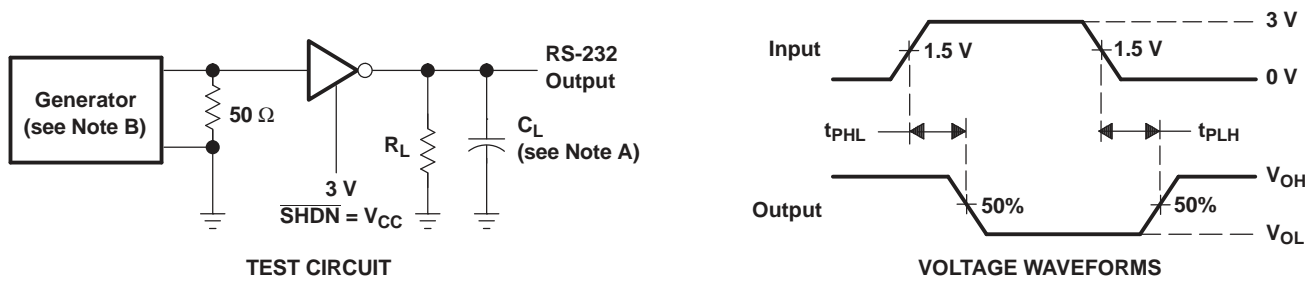 Generator
(see Note B)
50 Ω
3 V
SHDN = VCC
RL
CL
(see Note A)
RS-232
Output
TEST CIRCUIT
Input
1.5 V
1.5 V
3 V
0 V
tPHL
tPLH
Output
50%
50%
VOH
VOL
VOLTAGE WAVEFORMS